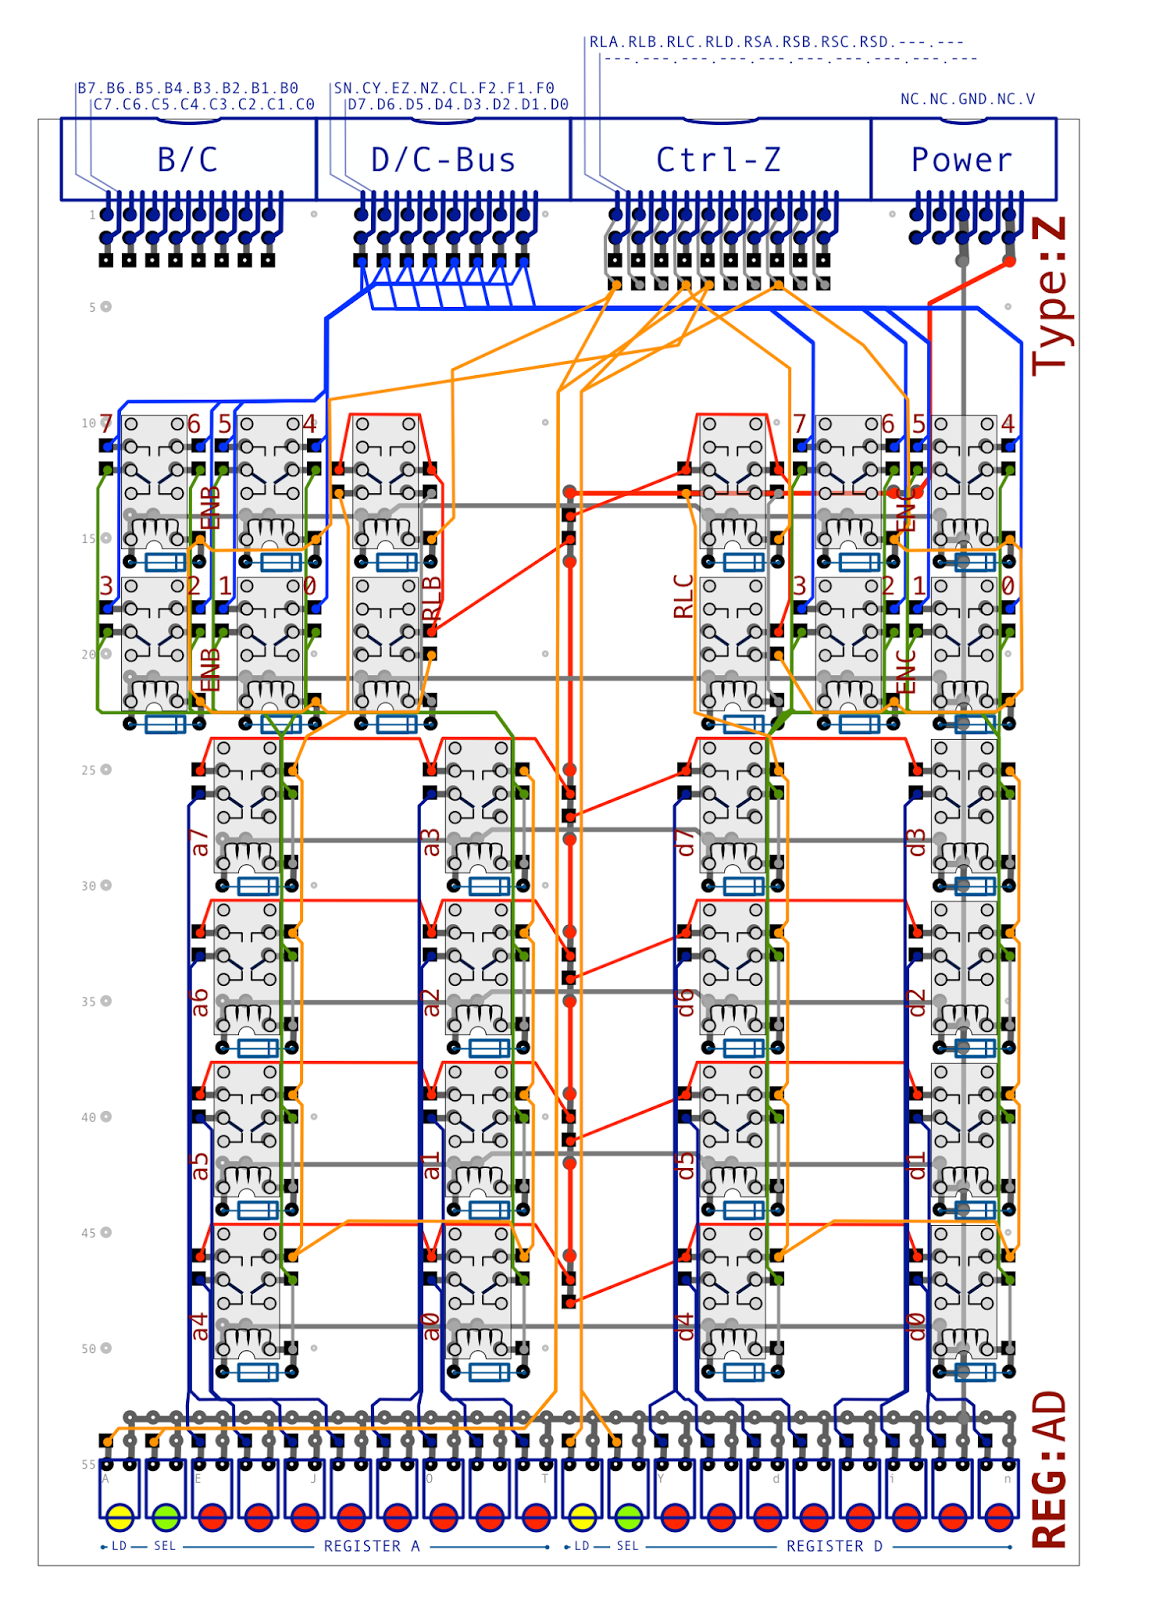 RLA.RLB.RLC.RLD.RSA.RSB.RSC.RSD.---.---
---.---.---.---.---.---.---.---.---.---
B7.B6.B5.B4.B3.B2.B1.B0
C7.C6.C5.C4.C3.C2.C1.C0
SN.CY.EZ.NZ.CL.F2.F1.F0
D7.D6.D5.D4.D3.D2.D1.D0
NC.NC.GND.NC.V
B/C
D/C-Bus
Ctrl-Z
Power
Type:Z
1
5
10
7
6
5
4
7
6
5
4
ENB
ENC
15
3
2
1
0
3
2
1
0
RLB
RLC
20
ENB
ENC
25
a7
a3
d7
d3
30
a6
a2
d6
d2
35
40
a5
a1
d5
d1
45
a4
a0
d4
d0
50
REG:AD
55
A
E
J
O
T
Y
d
i
n
LD
SEL
REGISTER A
LD
SEL
REGISTER D